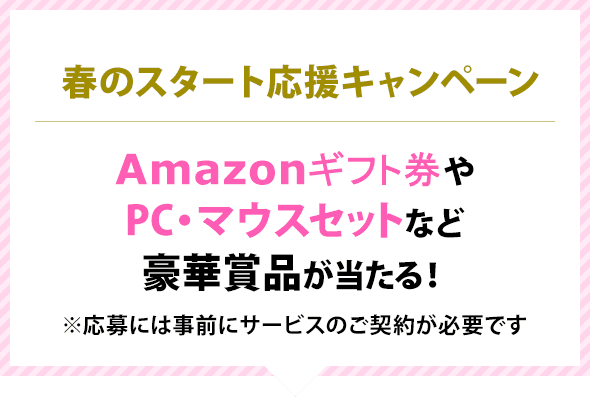 春のスタート応援キャンペーン
Amazonギフト券や
PC・マウスセットなど
豪華賞品が当たる!
※応募には事前にサービスのご契約が必要です